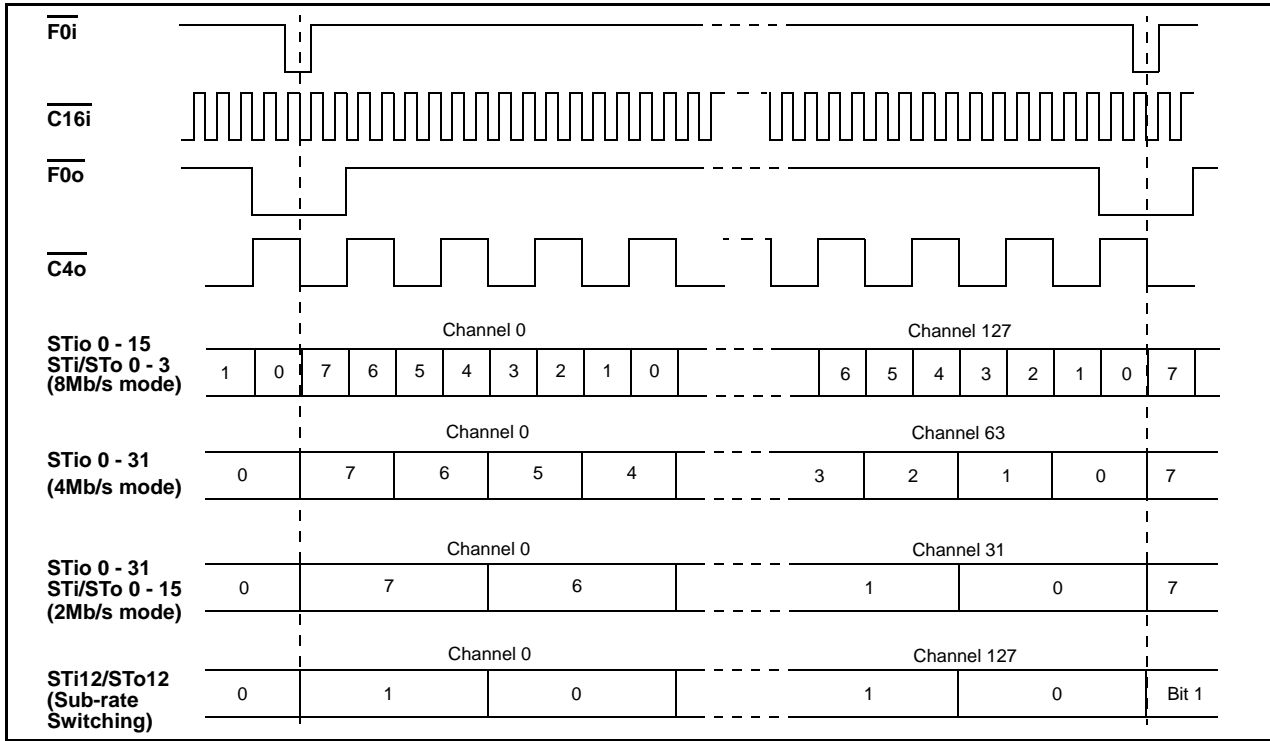 F0i
C16i
F0o
C4o
Channel 0 Channel 127
STio 0 - 15
STi/STo 0 - 3
(8Mb/s mode)
1 0 7 6 5 4 3 2 1 0 6 5 4 3 2 1 0 7
Channel 0 Channel 63
STio 0 - 31
(4Mb/s mode)
0 7 6 5 4 3 2 1 0 7
Channel 0 Channel 31
STio 0 - 31
STi/STo 0 - 15
(2Mb/s mode)
0 7 6 1 0 7
Channel 0 Channel 127
STi12/STo12
(Sub-rate
Switching)
0 1 0 1 0 Bit 1